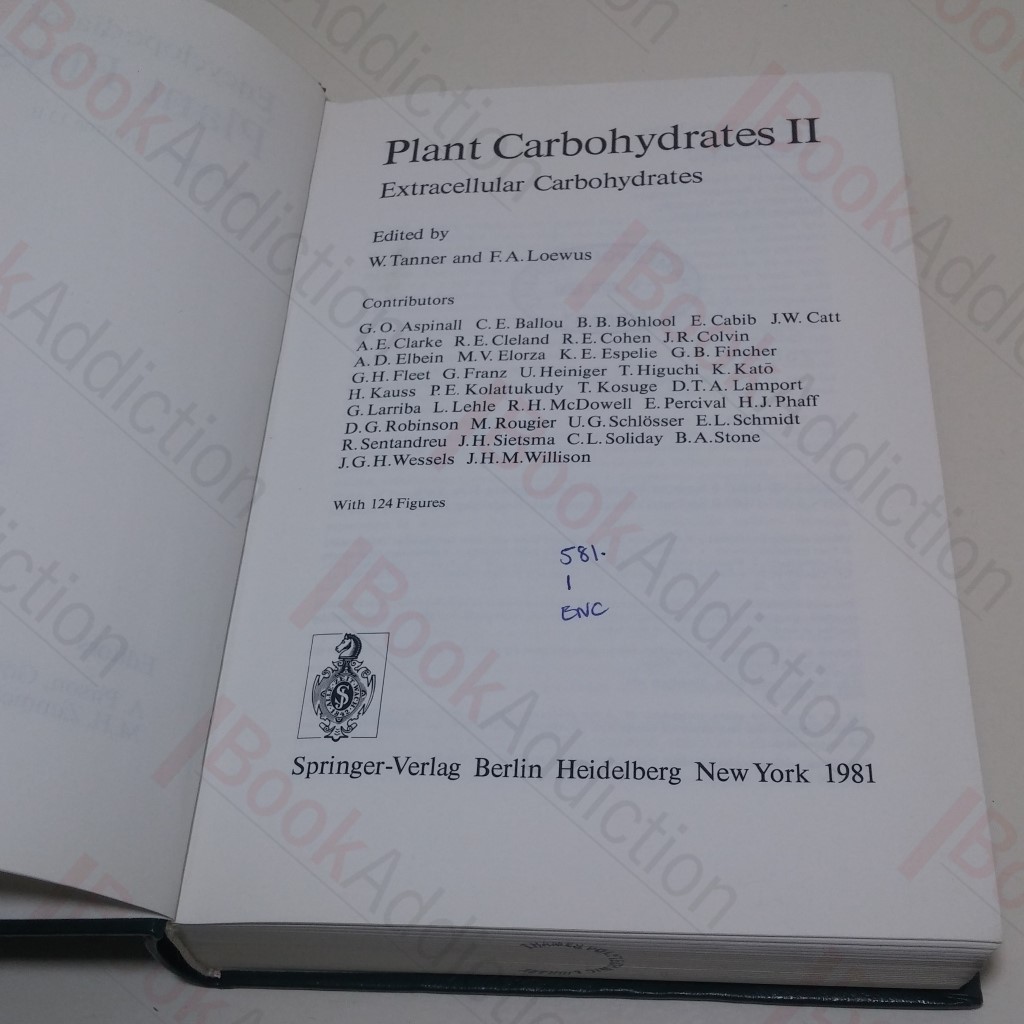 Plant Carbohydrates II
Extracellular Carbohydrates
Edited by
W. Tanner and F. A. Loewus
Contributors
G. O. Aspinall C. E. Ballou B. B. Bohlool E. Cabib J. W. Catt
A. E. Clarke R. E. Cleland R. E. Cohen J. R. Colvin
A. D. Elbein M. V. Elorza K. E. Espelie G. B. Fincher
G. H. Fleet G. Franz U. Heiniger T. Higuchi K. Katō
H. Kauss P. E. Kolattukudy T. Kosuge D. T. A. Lamport
G. Larriba L. Lehle R. H. McDowell E. Percival H. J. Phaff
D. G. Robinson M. Rougier U. G. Schlösser E. L. Schmidt
R. Sentandreu J. H. Sietsma C. L. Soliday B. A. Stone
J. G. H. Wessels J. H. M. Willison
With 124 Figures
581.
1
ENC
Springer-Verlag Berlin Heidelberg New York 1981
BookAddiction